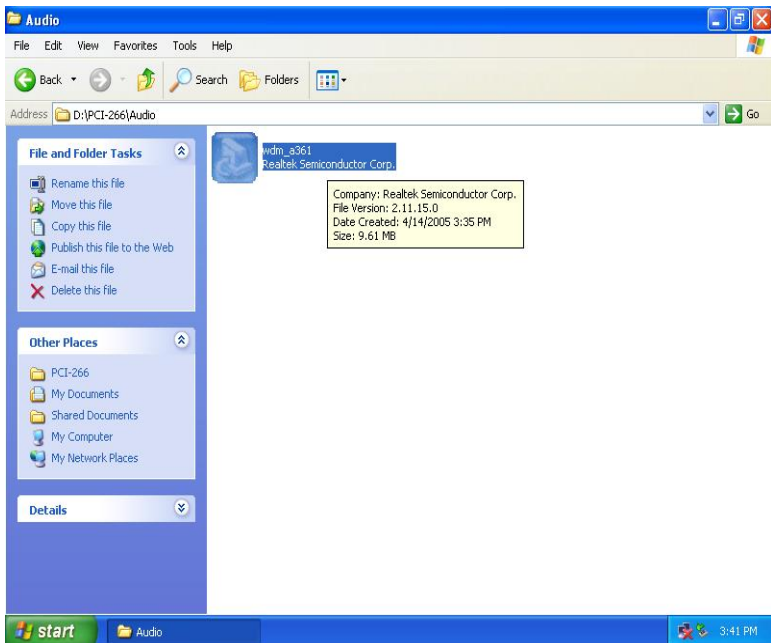 Audio
File Edit View Favorites Tools Help
Back Search Folders
Address D:\PCI-266\Audio Go
File and Folder Tasks
Rename this file
Move this file
Copy this file
Publish this file to the Web
E-mail this file
Delete this file
Other Places
PCI-266
My Documents
Shared Documents
My Computer
My Network Places
Details
wdm_a361
Realtek Semiconductor Corp.
Company: Realtek Semiconductor Corp.
File Version: 2.11.15.0
Date Created: 4/14/2005 3:35 PM
Size: 9.61 MB
start Audio 3:41 PM